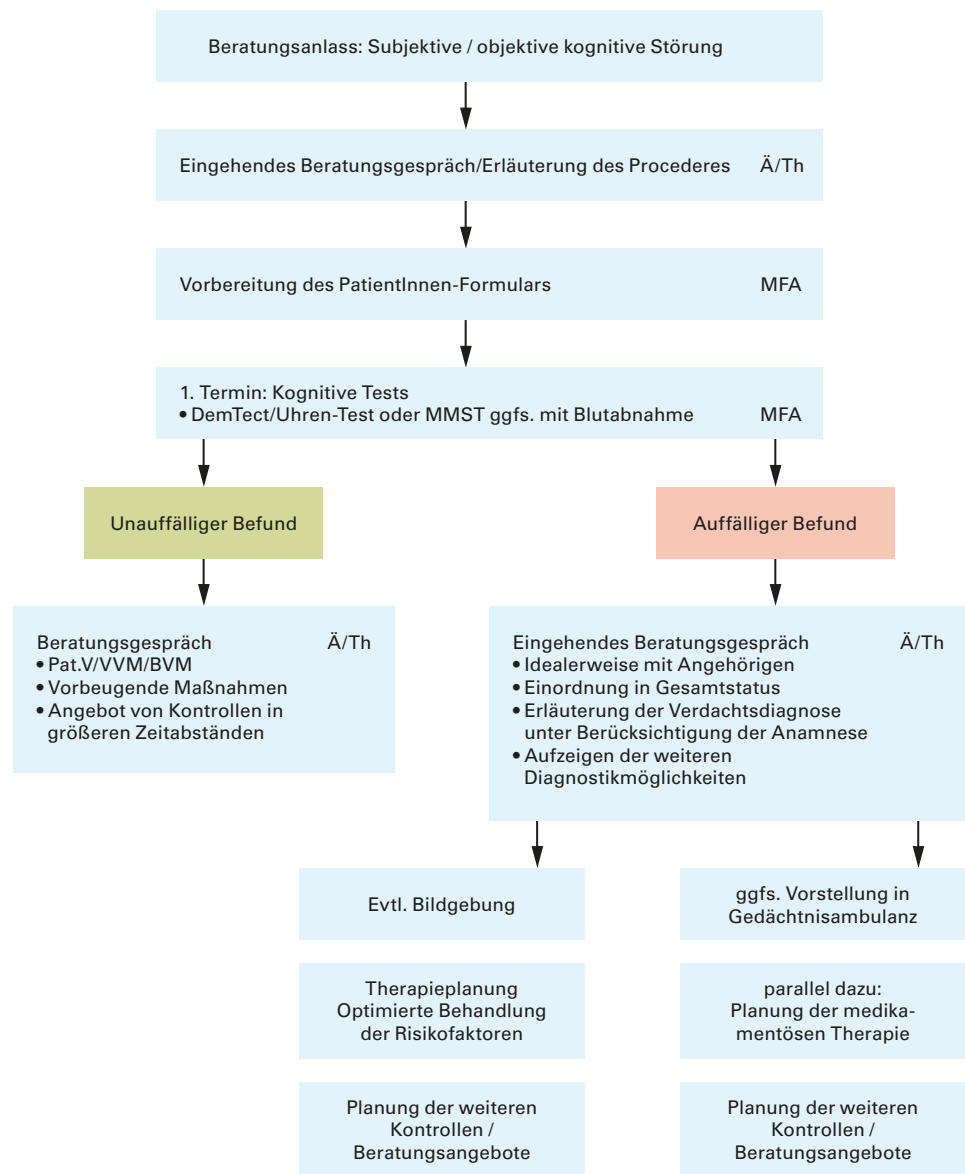 Beratungsanlass: Subjektive / objektive kognitive Störung
Eingehendes Beratungsgespräch/Erläuterung des Procederes Ä/Th
Vorbereitung des PatientInnen-Formulars MFA
1. Termin: Kognitive Tests
• DemTect/Uhren-Test oder MMST ggfs. mit Blutabnahme MFA
Unauffälliger Befund
Auffälliger Befund
Beratungsgespräch Ä/Th
• Pat.V/VVM/BVM
• Vorbeugende Maßnahmen
• Angebot von Kontrollen in
größeren Zeitabständen
Eingehendes Beratungsgespräch Ä/Th
• Idealerweise mit Angehörigen
• Einordnung in Gesamtstatus
• Erläuterung der Verdachtsdiagnose
unter Berücksichtigung der Anamnese
• Aufzeigen der weiteren
Diagnostikmöglichkeiten
Evtl. Bildgebung
Therapieplanung
Optimierte Behandlung
der Risikofaktoren
Planung der weiteren
Kontrollen /
Beratungsangebote
ggfs. Vorstellung in
Gedächtnisambulanz
parallel dazu:
Planung der medika-
mentösen Therapie
Planung der weiteren
Kontrollen /
Beratungsangebote